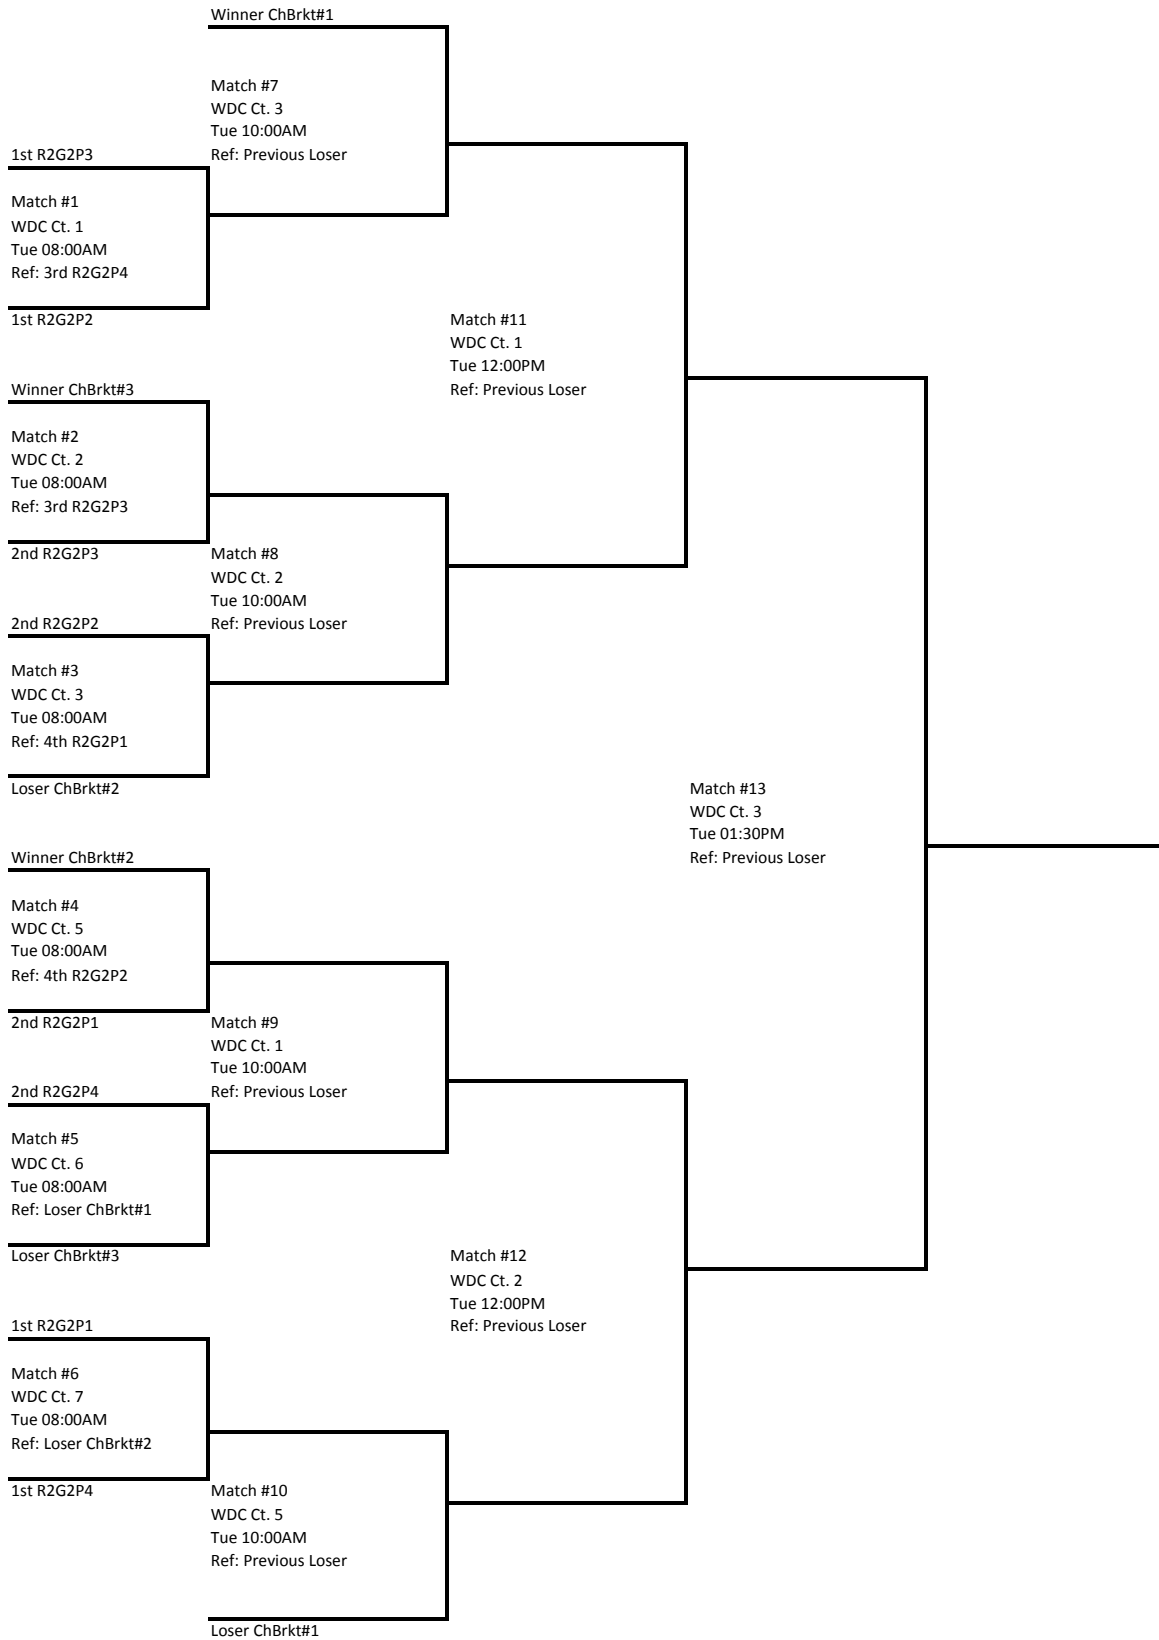 Winner ChBrkt#1
Match #7
WDC Ct. 3
Tue 10:00AM
Ref: Previous Loser
1st R2G2P3
Match #1
WDC Ct. 1
Tue 08:00AM
Ref: 3rd R2G2P4
1st R2G2P2
Match #11
WDC Ct. 1
Tue 12:00PM
Ref: Previous Loser
Winner ChBrkt#3
Match #2
WDC Ct. 2
Tue 08:00AM
Ref: 3rd R2G2P3
2nd R2G2P3
Match #8
WDC Ct. 2
Tue 10:00AM
Ref: Previous Loser
2nd R2G2P2
Match #3
WDC Ct. 3
Tue 08:00AM
Ref: 4th R2G2P1
Loser ChBrkt#2
Match #13
WDC Ct. 3
Tue 01:30PM
Ref: Previous Loser
Winner ChBrkt#2
Match #4
WDC Ct. 5
Tue 08:00AM
Ref: 4th R2G2P2
2nd R2G2P1
Match #9
WDC Ct. 1
Tue 10:00AM
Ref: Previous Loser
2nd R2G2P4
Match #5
WDC Ct. 6
Tue 08:00AM
Ref: Loser ChBrkt#1
Loser ChBrkt#3
Match #12
WDC Ct. 2
Tue 12:00PM
Ref: Previous Loser
1st R2G2P1
Match #6
WDC Ct. 7
Tue 08:00AM
Ref: Loser ChBrkt#2
1st R2G2P4
Match #10
WDC Ct. 5
Tue 10:00AM
Ref: Previous Loser
Loser ChBrkt#1